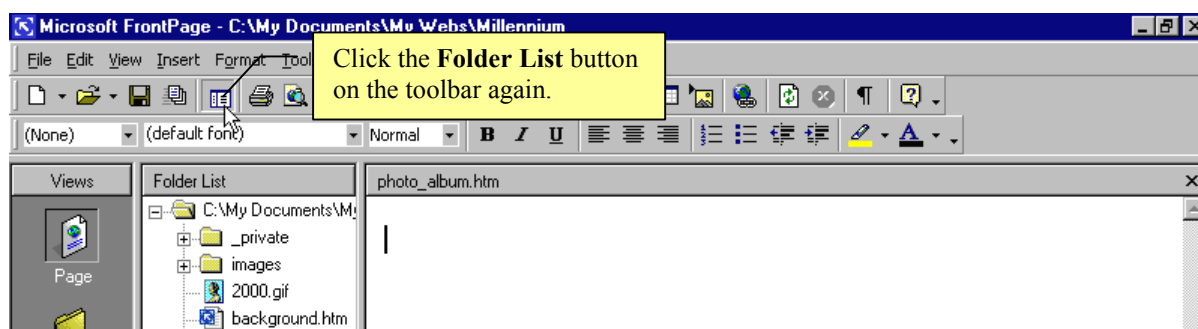 Microsoft FrontPage - C:\My Documents\My Webs\Millennium
File Edit View Insert Format Tool
Click the Folder List button
on the toolbar again.
(None) (default font) Normal B I U A
Views Folder List photo_album.htm
C:\My Documents\My
_private
images
Page
2000.gif
background.htm